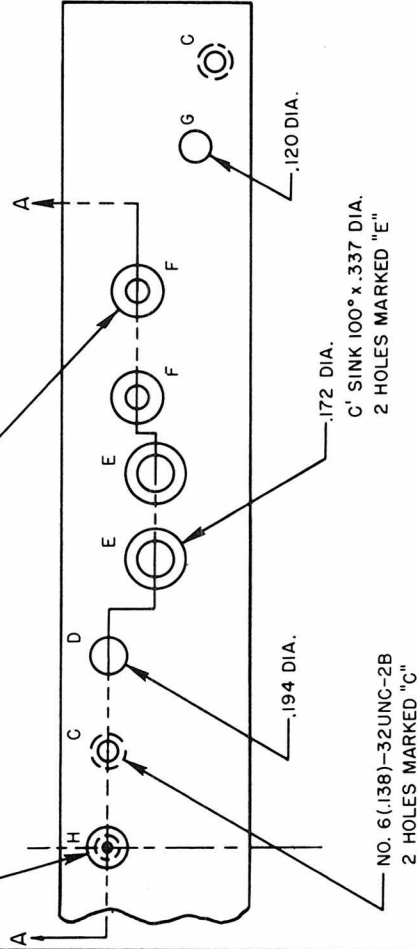 A
C
G
.120 DIA.
F
F
E
E
.172 DIA.
C' SINK 100° x .337 DIA.
2 HOLES MARKED "E"
D
.194 DIA.
C
NO. 6(.138)-32UNC-2B
2 HOLES MARKED "C"
H
A